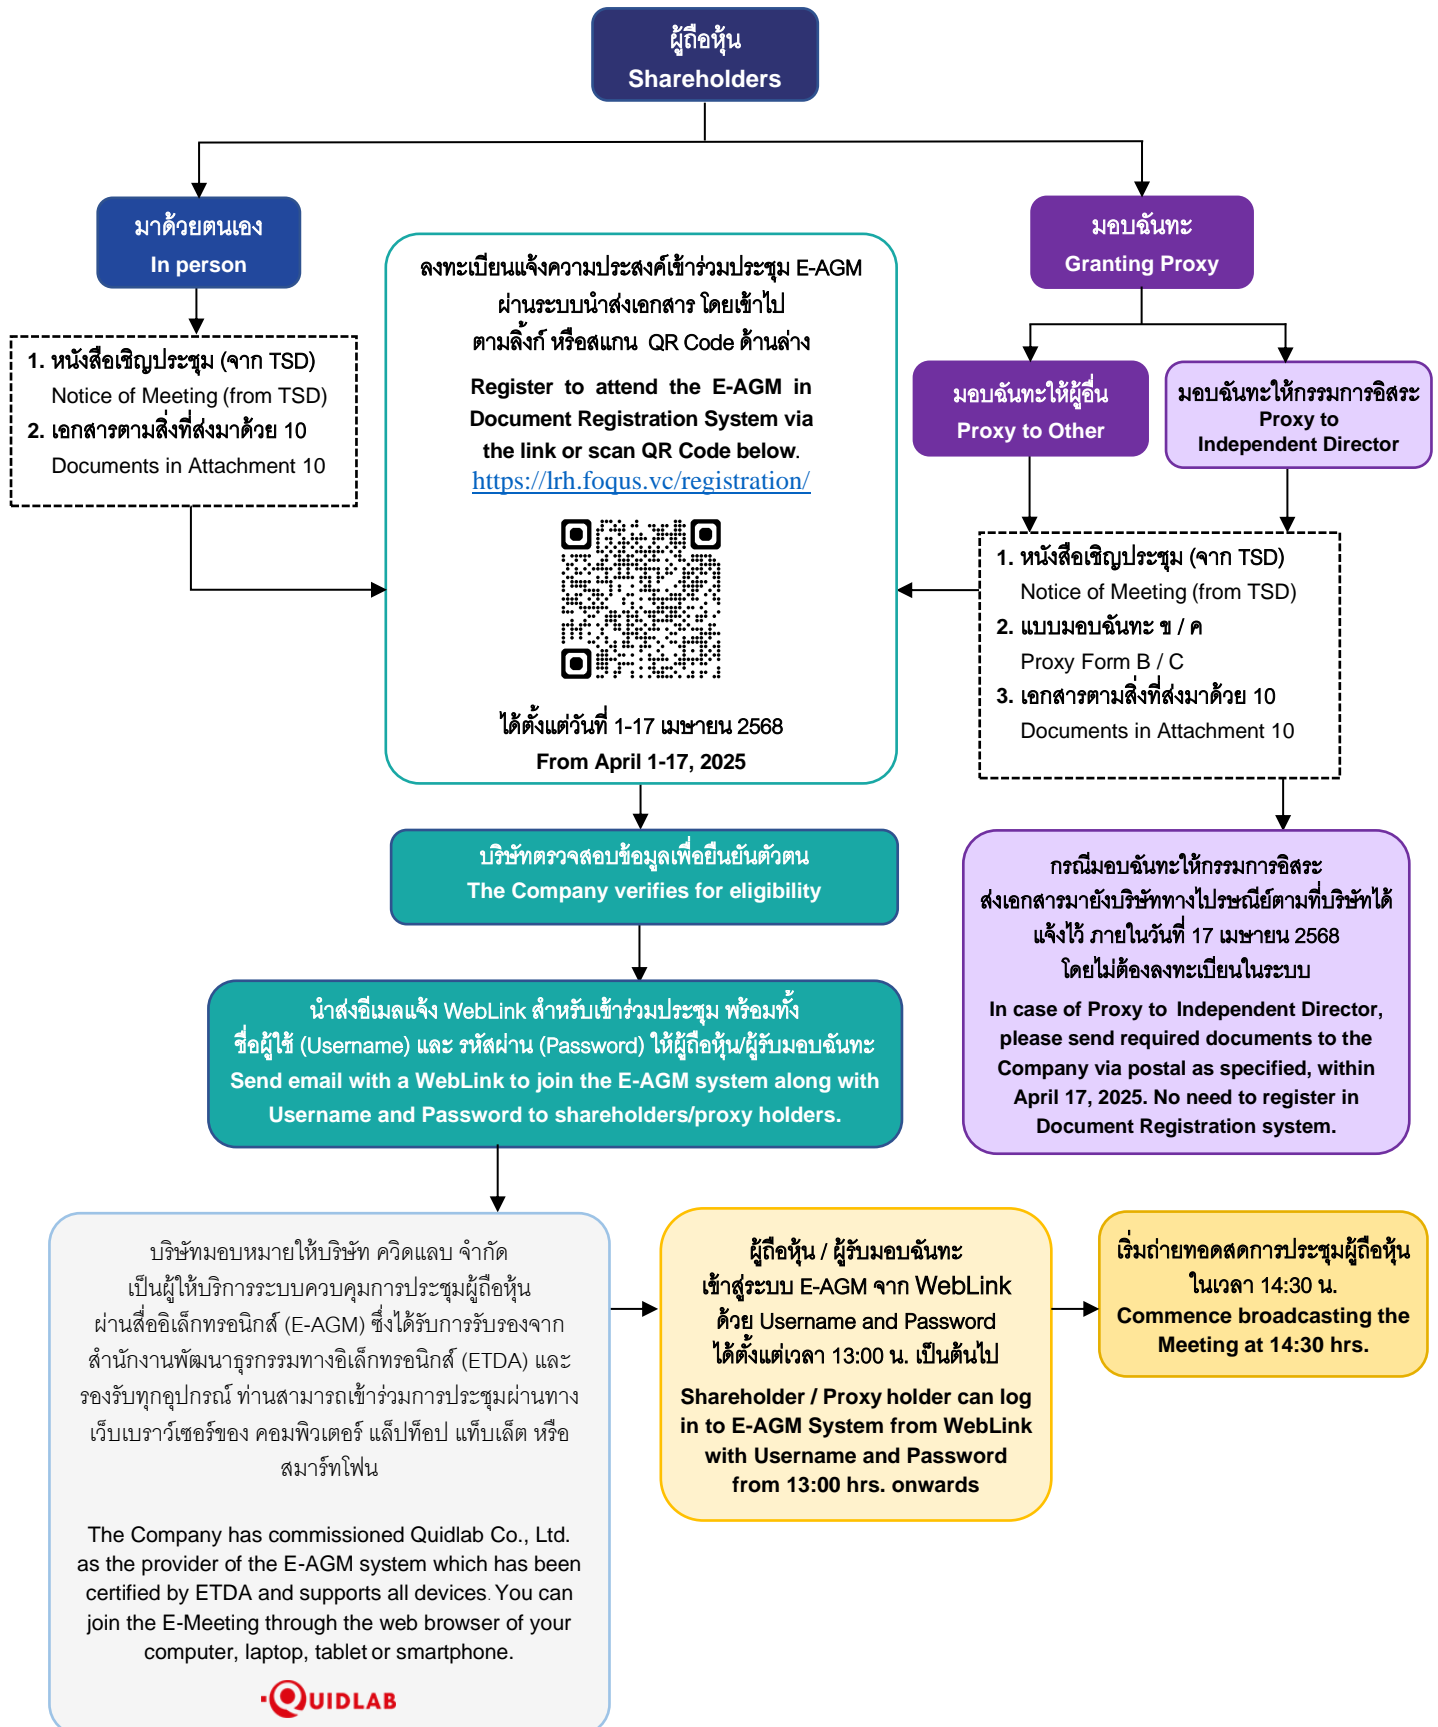 ผู้ถือหุ้น
Shareholders
มาด้วยตนเอง
In person
1. หนังสือเชิญประชุม (จาก TSD)
Notice of Meeting (from TSD)
2. เอกสารตามสิ่งที่ส่งมาด้วย 10
Documents in Attachment 10
ลงทะเบียนแจ้งความประสงค์เข้าร่วมประชุม E-AGM
ผ่านระบบนำส่งเอกสาร โดยเข้าไป
ตามลิ้งก์ หรือสแกน QR Code ด้านล่าง
Register to attend the E-AGM in
Document Registration System via
the link or scan QR Code below.
https://lrh.foqus.vc/registration/
ได้ตั้งแต่วันที่ 1-17 เมษายน 2568
From April 1-17, 2025
มอบฉันทะ
Granting Proxy
มอบฉันทะให้ผู้อื่น
Proxy to Other
มอบฉันทะให้กรรมการอิสระ
Proxy to
Independent Director
1. หนังสือเชิญประชุม (จาก TSD)
Notice of Meeting (from TSD)
2. แบบมอบฉันทะ ข / ค
Proxy Form B / C
3. เอกสารตามสิ่งที่ส่งมาด้วย 10
Documents in Attachment 10
บริษัทตรวจสอบข้อมูลเพื่อยืนยันตัวตน
The Company verifies for eligibility
กรณีมอบฉันทะให้กรรมการอิสระ
ส่งเอกสารมายังบริษัททางไปรษณีย์ตามที่บริษัทได้
แจ้งไว้ ภายในวันที่ 17 เมษายน 2568
โดยไม่ต้องลงทะเบียนในระบบ
In case of Proxy to Independent Director,
please send required documents to the
Company via postal as specified, within
April 17, 2025. No need to register in
Document Registration system.
นำส่งอีเมลแจ้ง WebLink สำหรับเข้าร่วมประชุม พร้อมทั้ง
ชื่อผู้ใช้ (Username) และ รหัสผ่าน (Password) ให้ผู้ถือหุ้น/ผู้รับมอบฉันทะ
Send email with a WebLink to join the E-AGM system along with
Username and Password to shareholders/proxy holders.
บริษัทมอบหมายให้บริษัท ควิดแลบ จำกัด
เป็นผู้ให้บริการระบบควบคุมการประชุมผู้ถือหุ้น
ผ่านสื่ออิเล็กทรอนิกส์ (E-AGM) ซึ่งได้รับการรับรองจาก
สำนักงานพัฒนาธุรกรรมทางอิเล็กทรอนิกส์ (ETDA) และ
รองรับทุกอุปกรณ์ ท่านสามารถเข้าร่วมการประชุมผ่านทาง
เว็บเบราว์เซอร์ของ คอมพิวเตอร์ แล็ปท็อป แท็บเล็ต หรือ
สมาร์ทโฟน
The Company has commissioned Quidlab Co., Ltd.
as the provider of the E-AGM system which has been
certified by ETDA and supports all devices. You can
join the E-Meeting through the web browser of your
computer, laptop, tablet or smartphone.
QUIDLAB
ผู้ถือหุ้น / ผู้รับมอบฉันทะ
เข้าสู่ระบบ E-AGM จาก WebLink
ด้วย Username and Password
ได้ตั้งแต่เวลา 13:00 น. เป็นต้นไป
Shareholder / Proxy holder can log
in to E-AGM System from WebLink
with Username and Password
from 13:00 hrs. onwards
เริ่มถ่ายทอดสดการประชุมผู้ถือหุ้น
ในเวลา 14:30 น.
Commence broadcasting the
Meeting at 14:30 hrs.